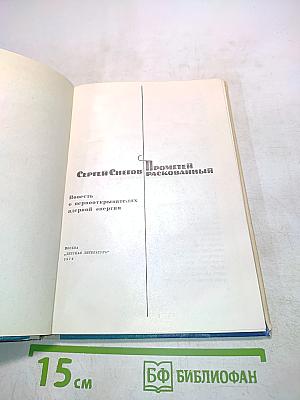 Сергей Снегов
Прометей
раскованный
Повесть
о первооткрывателях
ядерной энергии
МОСКВА
"ДЕТСКАЯ ЛИТЕРАТУРА"
15 см
БФ БИБЛИОФАН